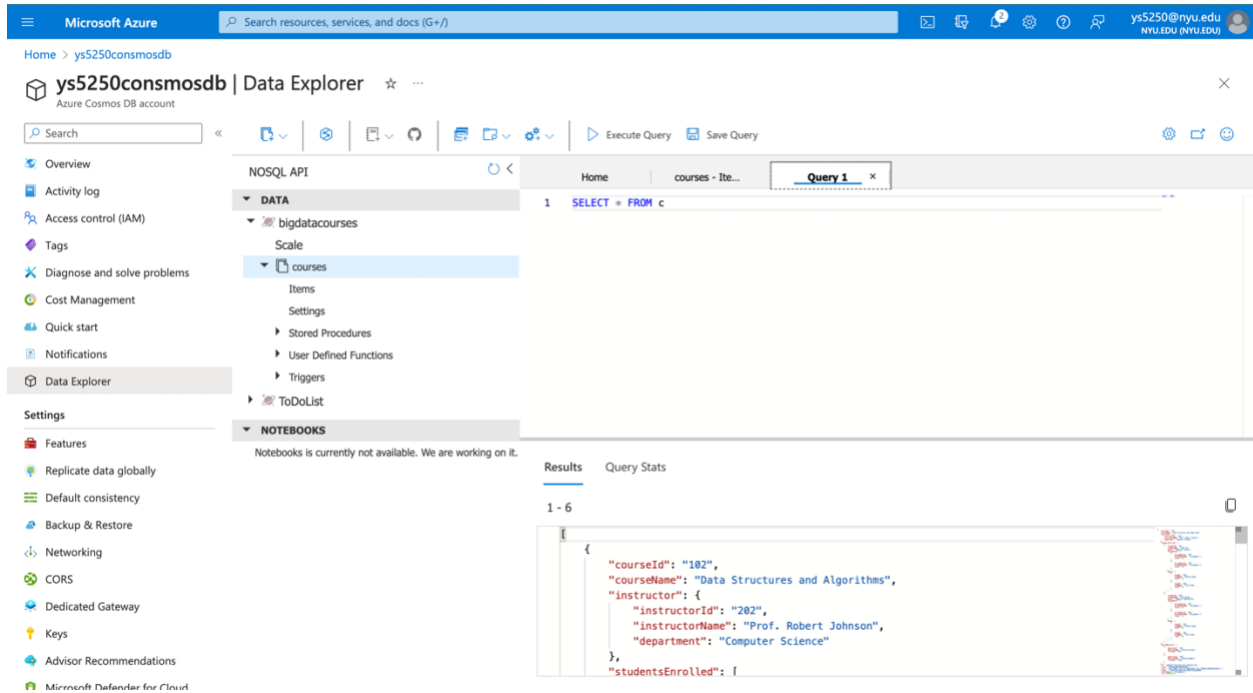 Microsoft Azure
Search resources, services, and docs (G+/)
2
ys5250@nyu.edu
NYU.EDU (NYU.EDU)
Home > ys5250consmosdb
ys5250consmosdb | Data Explorer
Azure Cosmos DB account
Search
Overview
Activity log
Access control (IAM)
Tags
Diagnose and solve problems
Cost Management
Quick start
Notifications
Data Explorer
Settings
Features
Replicate data globally
Default consistency
Backup & Restore
Networking
CORS
Dedicated Gateway
Keys
Advisor Recommendations
Microsoft Defender for Cloud
Execute Query
Save Query
NOSQL API
DATA
bigdatacourses
Scale
courses
Items
Settings
Stored Procedures
User Defined Functions
Triggers
ToDoList
NOTEBOOKS
Notebooks is currently not available. We are working on it.
Home
courses - Ite...
Query 1
1 SELECT * FROM c
Results
Query Stats
1 - 6
[
{
"courseId": "102",
"courseName": "Data Structures and Algorithms",
"instructor": {
"instructorId": "202",
"instructorName": "Prof. Robert Johnson",
"department": "Computer Science"
},
"studentsEnrolled": [